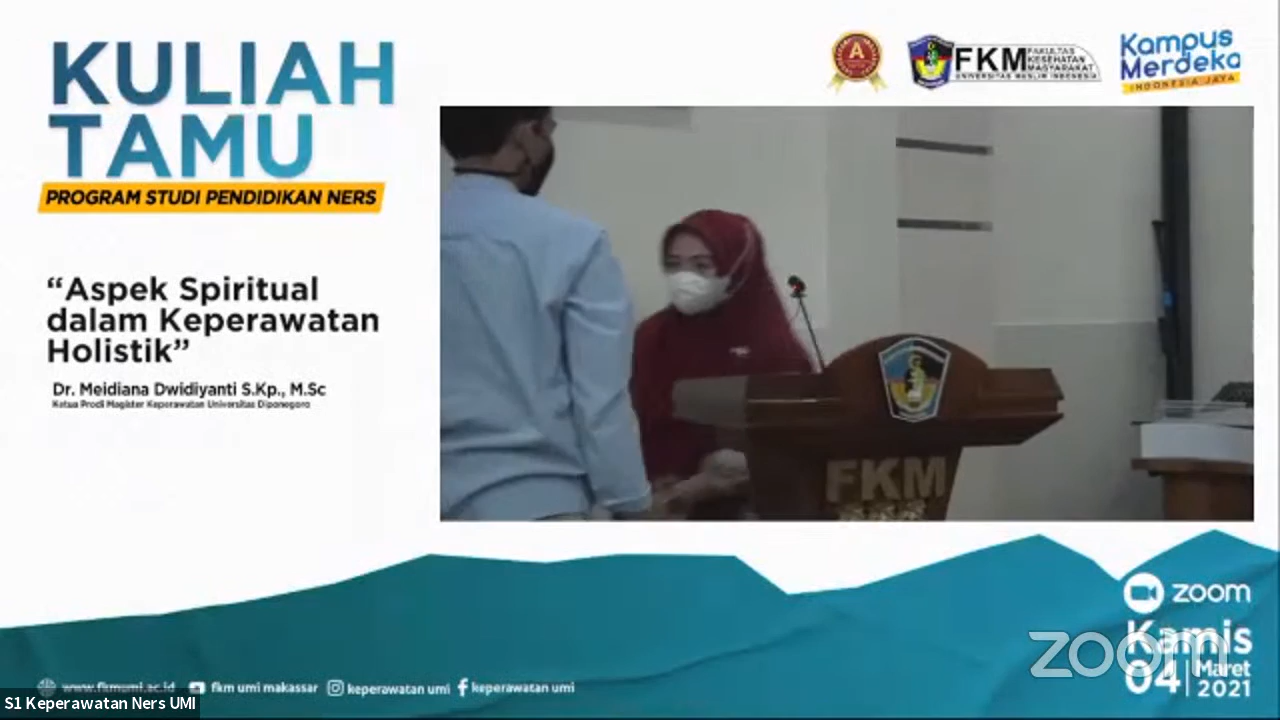 KULIAH
TAMU
PROGRAM STUDI PENDIDIKAN NERS
“Aspek Spiritual
dalam Keperawatan
Holistik”
Dr. Meidiana Dwidiyanti S.Kp., M.Sc
Ketua Prodi Magister Keperawatan Universitas Diponegoro
A
FKM
FAKULTAS
KESEHATAN
MASYARAKAT
UNIVERSITAS MUSLIM INDONESIA
Kampus
Merdeka
INDONESIA JAYA
FKM
zoom
Kamis
zoom
04 Maret
2021
www.fkmumi.ac.id fkm umi makassar keperawatan umi keperawatan umi
S1 Keperawatan Ners UMI